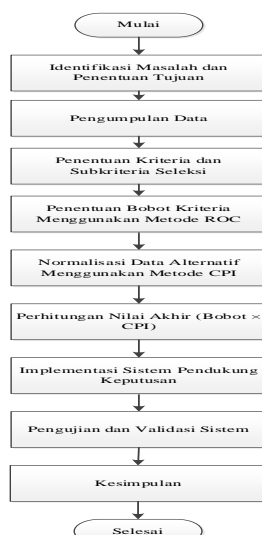 Mulai
Identifikasi Masalah dan
Penentuan Tujuan
Pengumpulan Data
Penentuan Kriteria dan
Subkriteria Seleksi
Penentuan Bobot Kriteria
Menggunakan Metode ROC
Normalisasi Data Alternatif
Menggunakan Metode CPI
Perhitungan Nilai Akhir (Bobot ×
CPI)
Implementasi Sistem Pendukung
Keputusan
Pengujian dan Validasi Sistem
Kesimpulan
Selesai